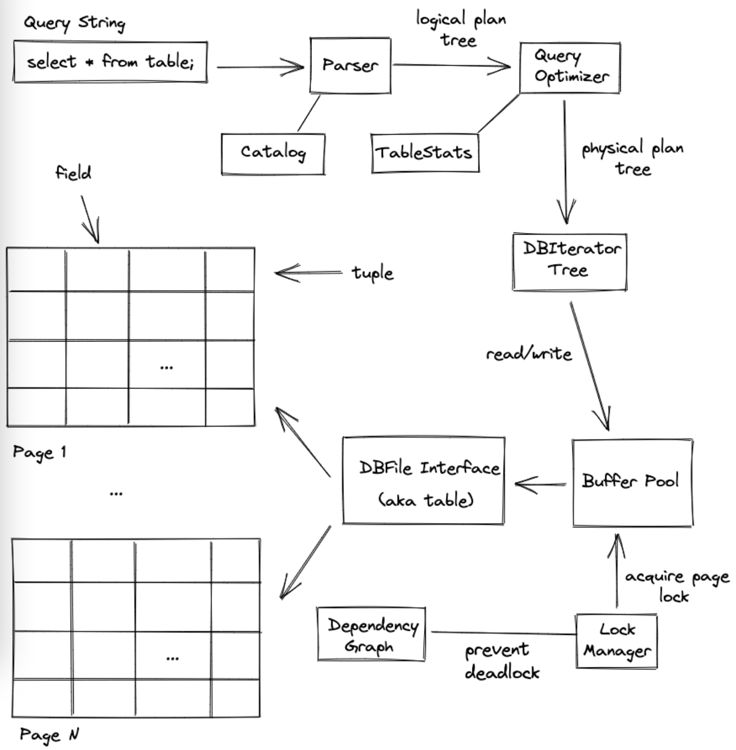 Query String
select * from table;
Parser
logical plan
tree
Query
Optimizer
Catalog
TableStats
physical plan
tree
field
DBIterator
Tree
tuple
read/write
...
Page 1
DBFile Interface
(aka table)
Buffer Pool
...
acquire page
lock
Dependency
Graph
prevent
deadlock
Lock
Manager
...
Page N